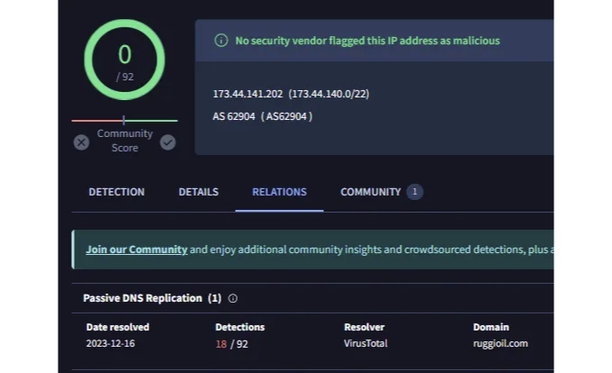 0
/ 92
Community
Score
No security vendor flagged this IP address as malicious
173.44.141.202 (173.44.140.0/22)
AS 62904 ( AS62904 )
DETECTION DETAILS RELATIONS COMMUNITY 1
Join our Community and enjoy additional community insights and crowdsourced detections, plus a
Passive DNS Replication (1)
Date resolved Detections Resolver Domain
2023-12-16 18 / 92 VirusTotal ruggioil.com